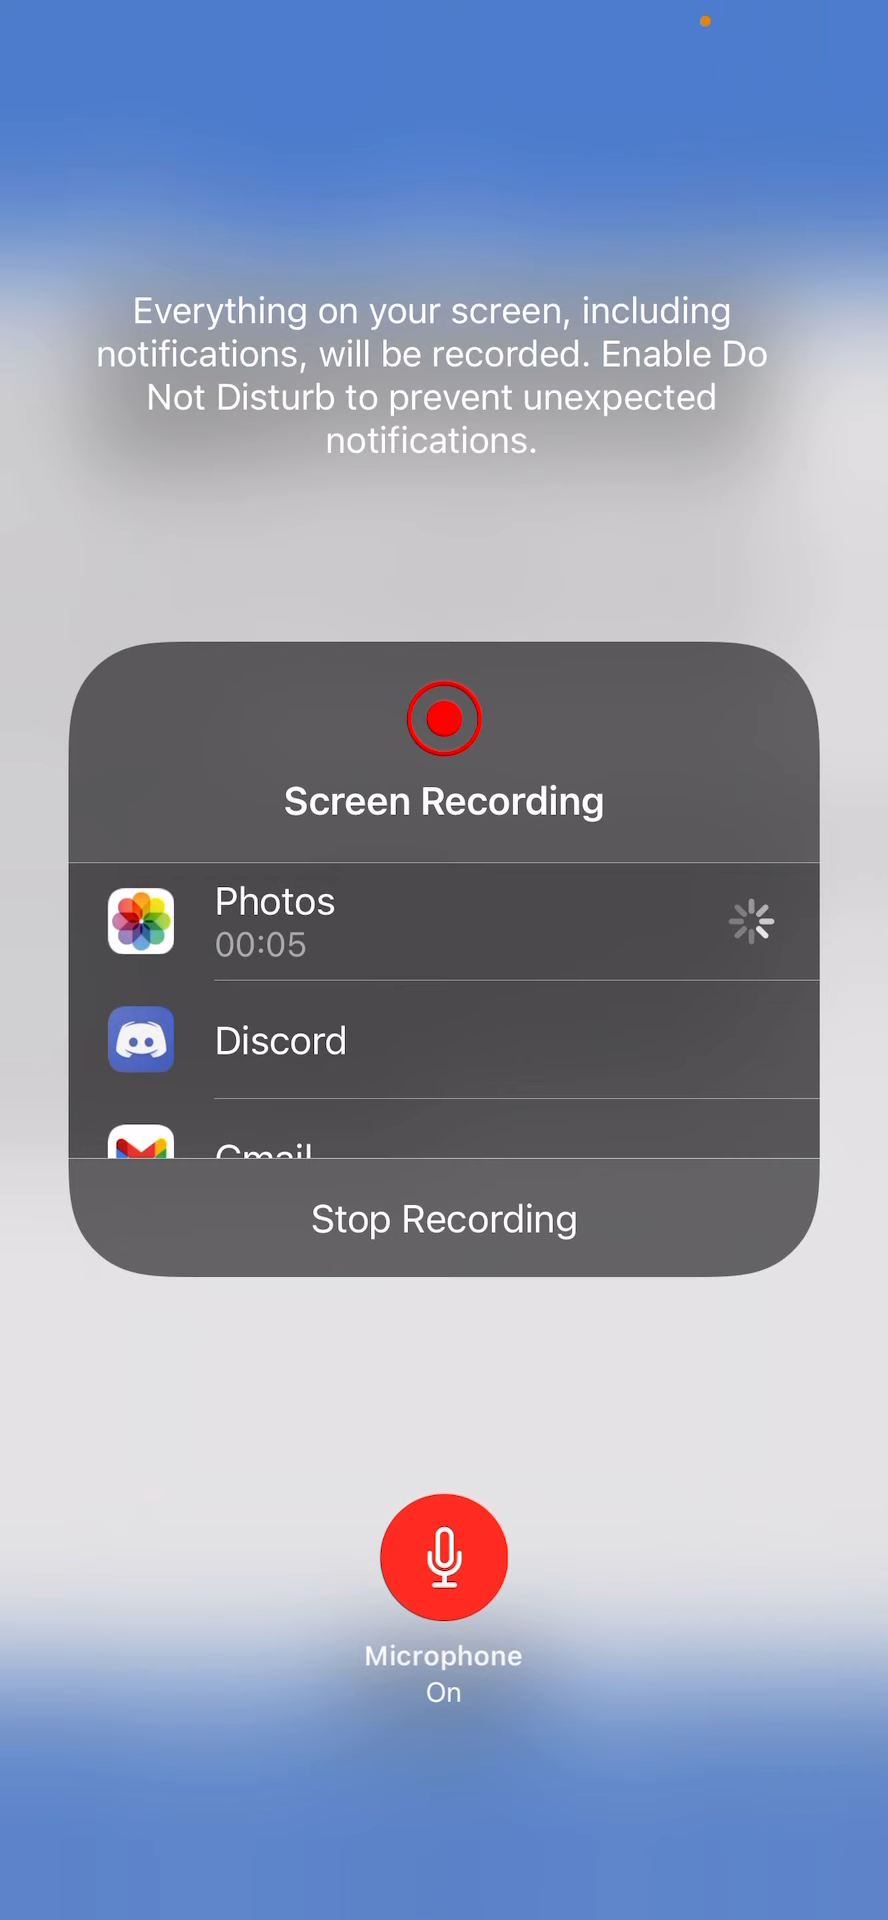 Everything on your screen, including
notifications, will be recorded. Enable Do
Not Disturb to prevent unexpected
notifications.
Screen Recording
Photos
00:05
Discord
Gmail
Stop Recording
Microphone
On